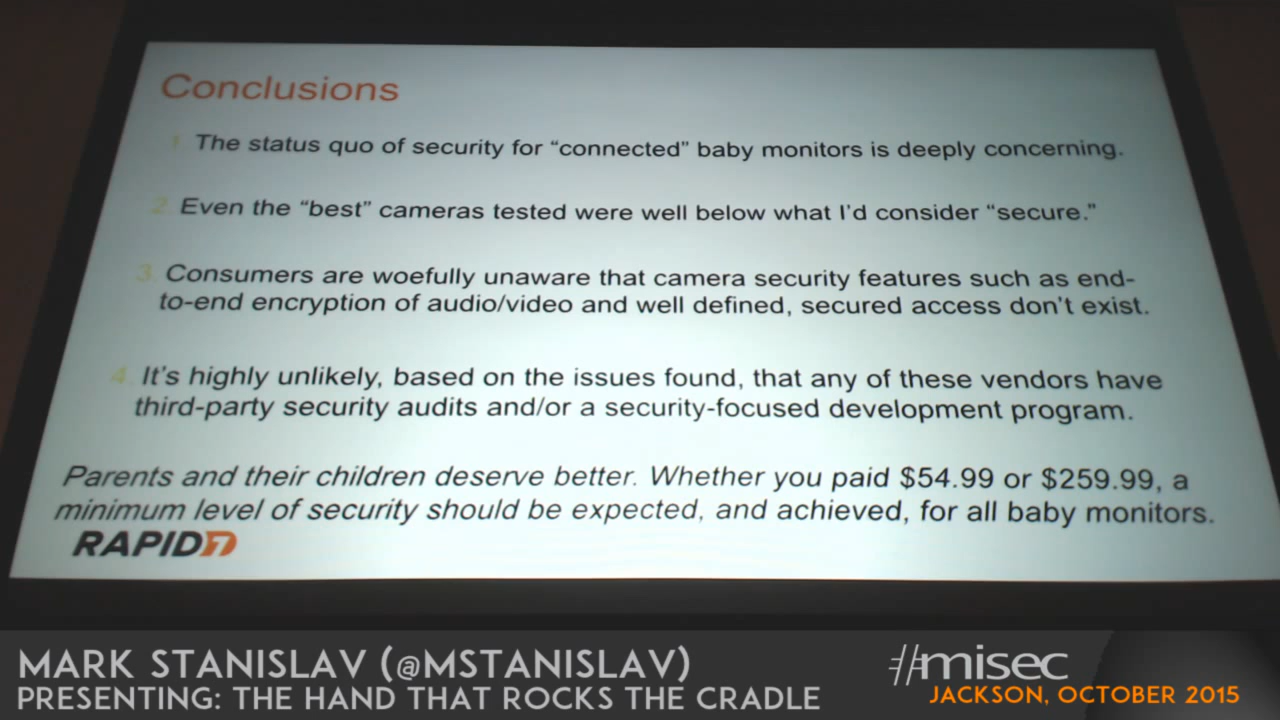 Conclusions
1. The status quo of security for “connected” baby monitors is deeply concerning.
2. Even the “best” cameras tested were well below what I’d consider “secure.”
3. Consumers are woefully unaware that camera security features such as end-
to-end encryption of audio/video and well defined, secured access don’t exist.
4. It’s highly unlikely, based on the issues found, that any of these vendors have
third-party security audits and/or a security-focused development program.
Parents and their children deserve better. Whether you paid $54.99 or $259.99, a
minimum level of security should be expected, and achieved, for all baby monitors.
RAPID7
MARK STANISLAV (@MSTANISLAV)
PRESENTING: THE HAND THAT ROCKS THE CRADLE
#misec
JACKSON, OCTOBER 2015